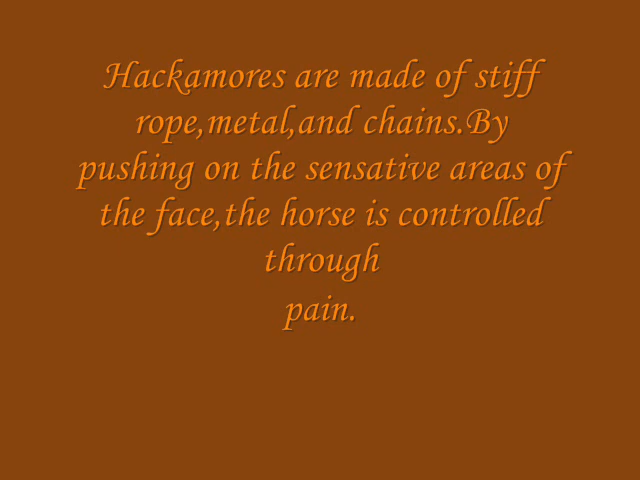 Hackamores are made of stiff
rope,metal,and chains.By
pushing on the sensative areas of
the face,the horse is controlled
through
pain.